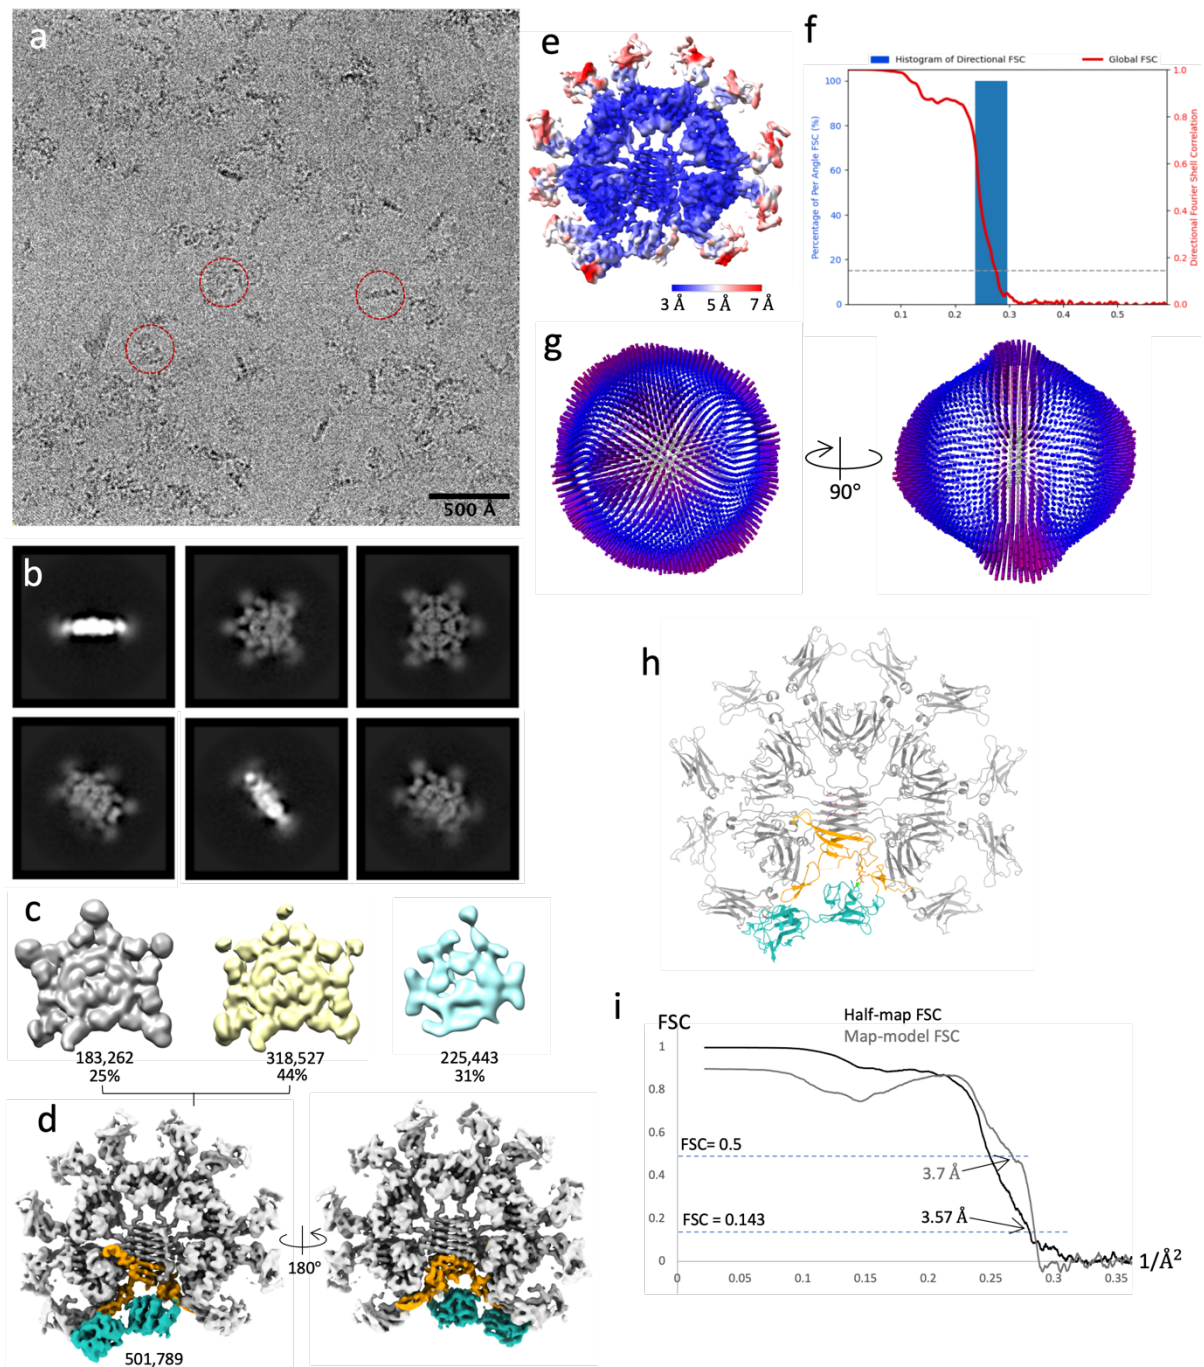 a
500 Å
b
c
183,262
25%
318,527
44%
225,443
31%
d
180°
501,789
e
3 Å 5 Å 7 Å
f
Histogram of Directional FSC Global FSC
Percentage of Per Angle FSC (%)
100
80
60
40
20
0
0.1 0.2 0.3 0.4 0.5
1.0
0.8
0.6
0.4
0.2
0.0
Directional Fourier Shell Correlation
g
90°
h
i
FSC
Half-map FSC
Map-model FSC
1
0.8
0.6
0.4
0.2
0
FSC= 0.5
3.7 Å
FSC = 0.143
3.57 Å
1/Å²
0 0.05 0.1 0.15 0.2 0.25 0.3 0.35